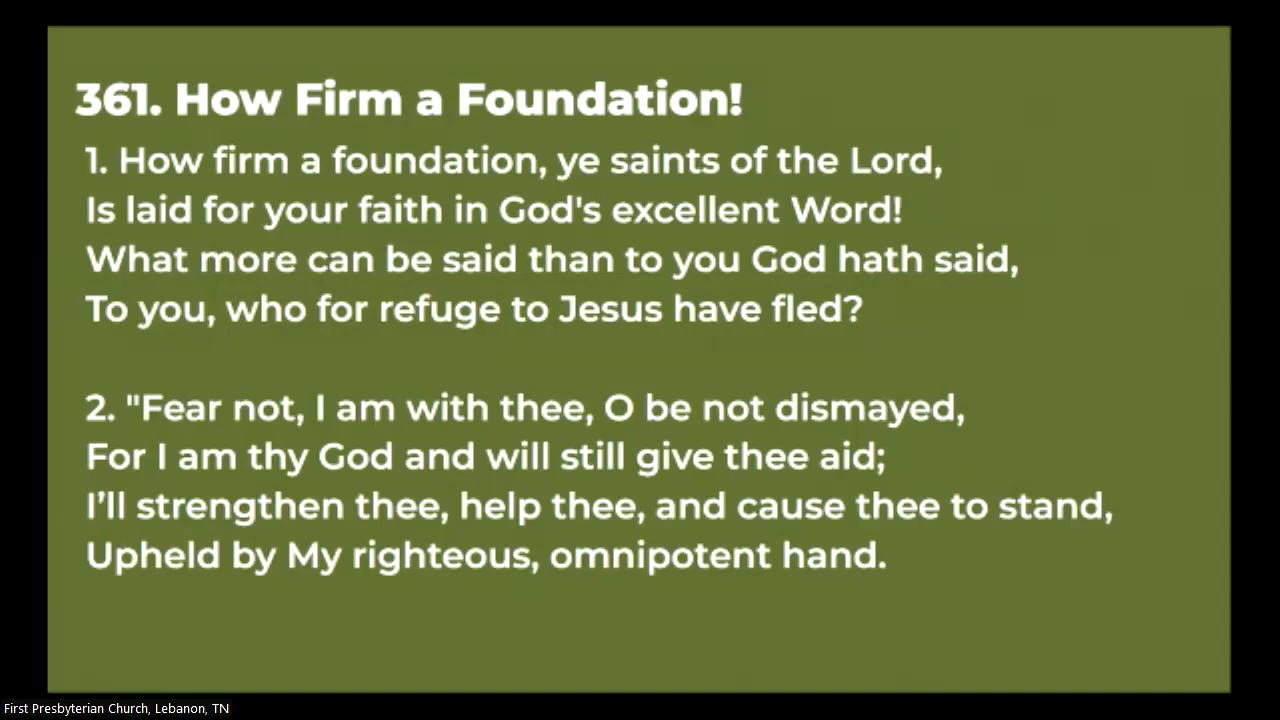 361. How Firm a Foundation!
1. How firm a foundation, ye saints of the Lord,
Is laid for your faith in God's excellent Word!
What more can be said than to you God hath said,
To you, who for refuge to Jesus have fled?
2. "Fear not, I am with thee, O be not dismayed,
For I am thy God and will still give thee aid;
I’ll strengthen thee, help thee, and cause thee to stand,
Upheld by My righteous, omnipotent hand.
First Presbyterian Church, Lebanon, TN